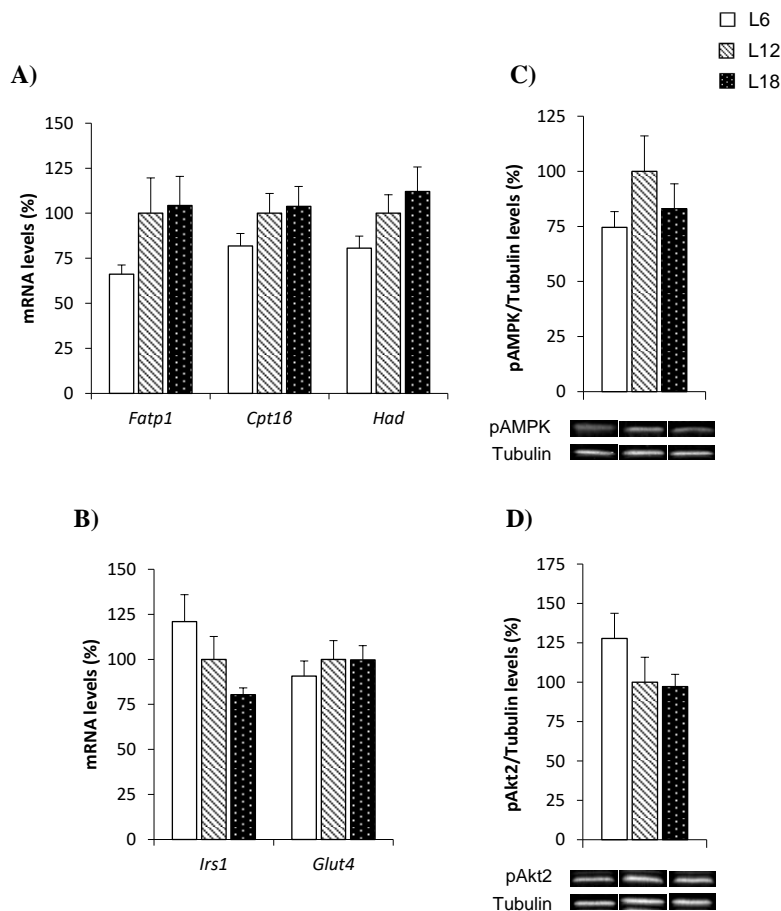 L6
L12
L18
A)
mRNA levels (%)
150
125
100
75
50
25
0
Fatp1
Cpt1β
Had
C)
pAMPK/Tubulin levels (%)
125
100
75
50
25
0
pAMPK
Tubulin
B)
mRNA levels (%)
150
125
100
75
50
25
0
Irs1
Glut4
D)
pAkt2/Tubulin levels (%)
175
150
125
100
75
50
25
0
pAkt2
Tubulin